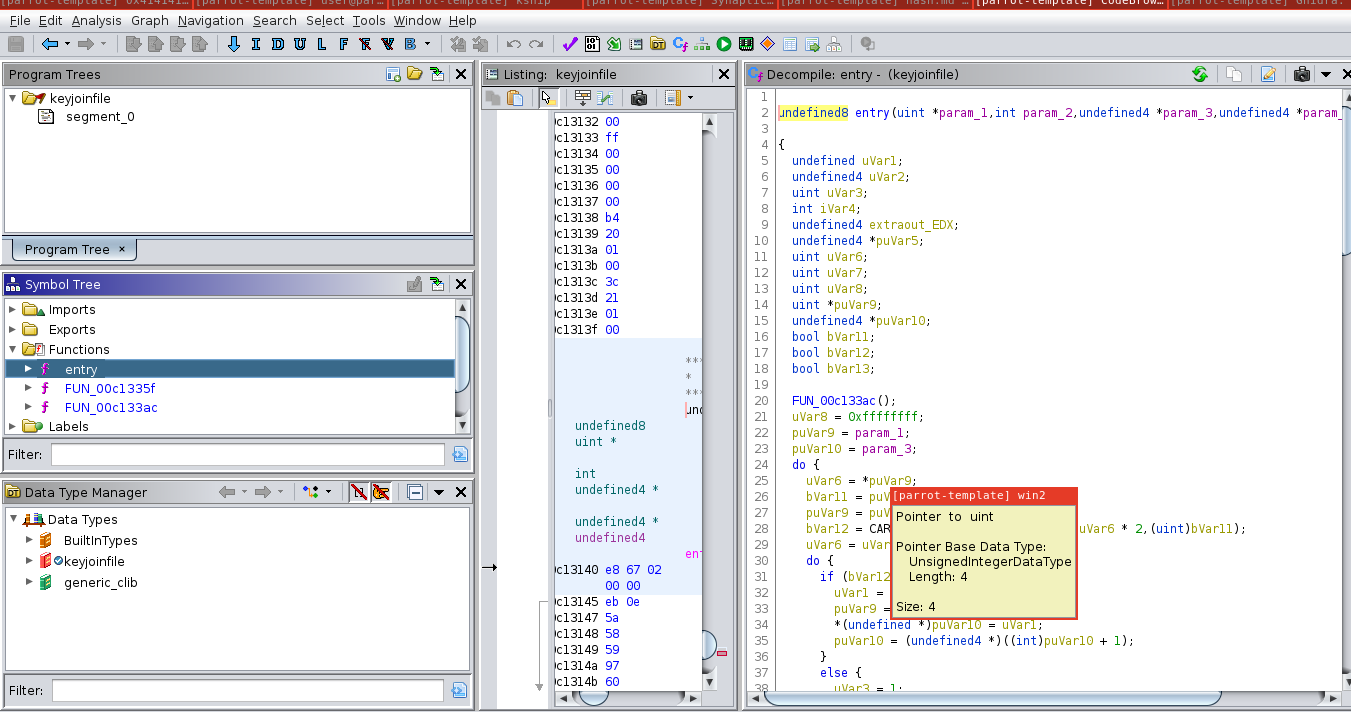 [parrot-template] 0x414141... [parrot-template] user@par... [parrot-template] kship [parrot-template] Synaptic... [parrot-template] hash.md ... [parrot-template] CodeBrow... [parrot-template] Ghidra:
File Edit Analysis Graph Navigation Search Select Tools Window Help
I D U L F R V B
Program Trees
keyjoinfile
segment_0
Program Tree ×
Symbol Tree
Imports
Exports
Functions
f entry
f FUN_00c1335f
f FUN_00c133ac
Labels
Filter:
Data Type Manager
Data Types
BuiltInTypes
keyjoinfile
generic_clib
Filter:
Listing: keyjoinfile
0c13132 00
0c13133 ff
0c13134 00
0c13135 00
0c13136 00
0c13137 00
0c13138 b4
0c13139 20
0c1313a 01
0c1313b 00
0c1313c 3c
0c1313d 21
0c1313e 01
0c1313f 00
***
*
***
und
undefined8
uint *
int
undefined4 *
undefined4 *
undefined4
ent
0c13140 e8 67 02
00 00
0c13145 eb 0e
0c13147 5a
0c13148 58
0c13149 59
0c1314a 97
0c1314b 60
Decompile: entry - (keyjoinfile)
1
2 undefined8 entry(uint *param_1,int param_2,undefined4 *param_3,undefined4 *param_
3
4 {
5 undefined uVar1;
6 undefined4 uVar2;
7 uint uVar3;
8 int iVar4;
9 undefined4 extraout_EDX;
10 undefined4 *puVar5;
11 uint uVar6;
12 uint uVar7;
13 uint uVar8;
14 uint *puVar9;
15 undefined4 *puVar10;
16 bool bVar11;
17 bool bVar12;
18 bool bVar13;
19
20 FUN_00c133ac();
21 uVar8 = 0xffffffff;
22 puVar9 = param_1;
23 puVar10 = param_3;
24 do {
25 uVar6 = *puVar9;
26 bVar11 = puV
27 puVar9 = pu
28 bVar12 = CAR uVar6 * 2,(uint)bVar11);
29 uVar6 = uVar
30 do {
31 if (bVar12
32 uVar1 =
33 puVar9 =
34 *(undefined *)puVar10 = uVar1;
35 puVar10 = (undefined4 *)((int)puVar10 + 1);
36 }
37 else {
38 uVar3 = 1;
[parrot-template] win2
Pointer to uint
Pointer Base Data Type:
UnsignedIntegerDataType
Length: 4
Size: 4